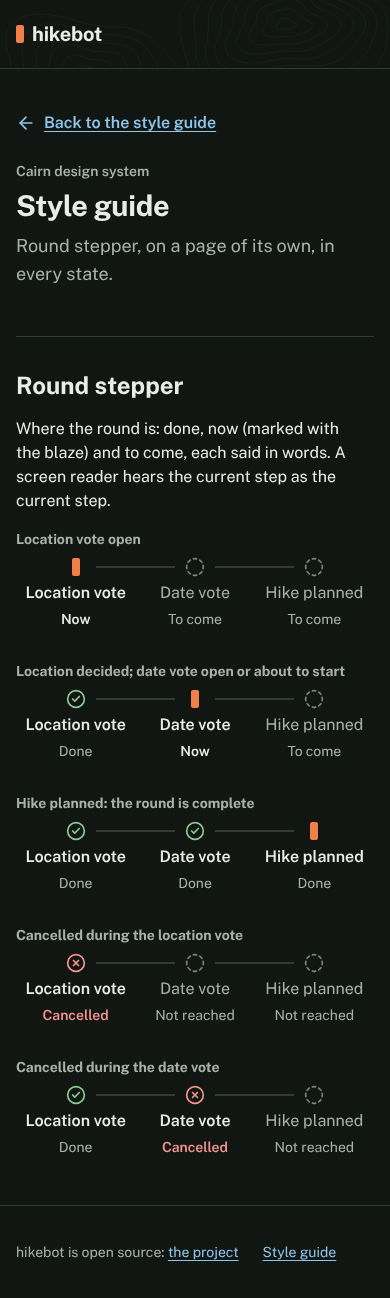 hikebot
Back to the style guide
Cairn design system
Style guide
Round stepper, on a page of its own, in
every state.
Round stepper
Where the round is: done, now (marked with
the blaze) and to come, each said in words. A
screen reader hears the current step as the
current step.
Location vote open
Location vote Date vote Hike planned
Now To come To come
Location decided; date vote open or about to start
Location vote Date vote Hike planned
Done Now To come
Hike planned: the round is complete
Location vote Date vote Hike planned
Done Done Done
Cancelled during the location vote
Location vote Date vote Hike planned
Cancelled Not reached Not reached
Cancelled during the date vote
Location vote Date vote Hike planned
Done Cancelled Not reached
hikebot is open source: the project Style guide